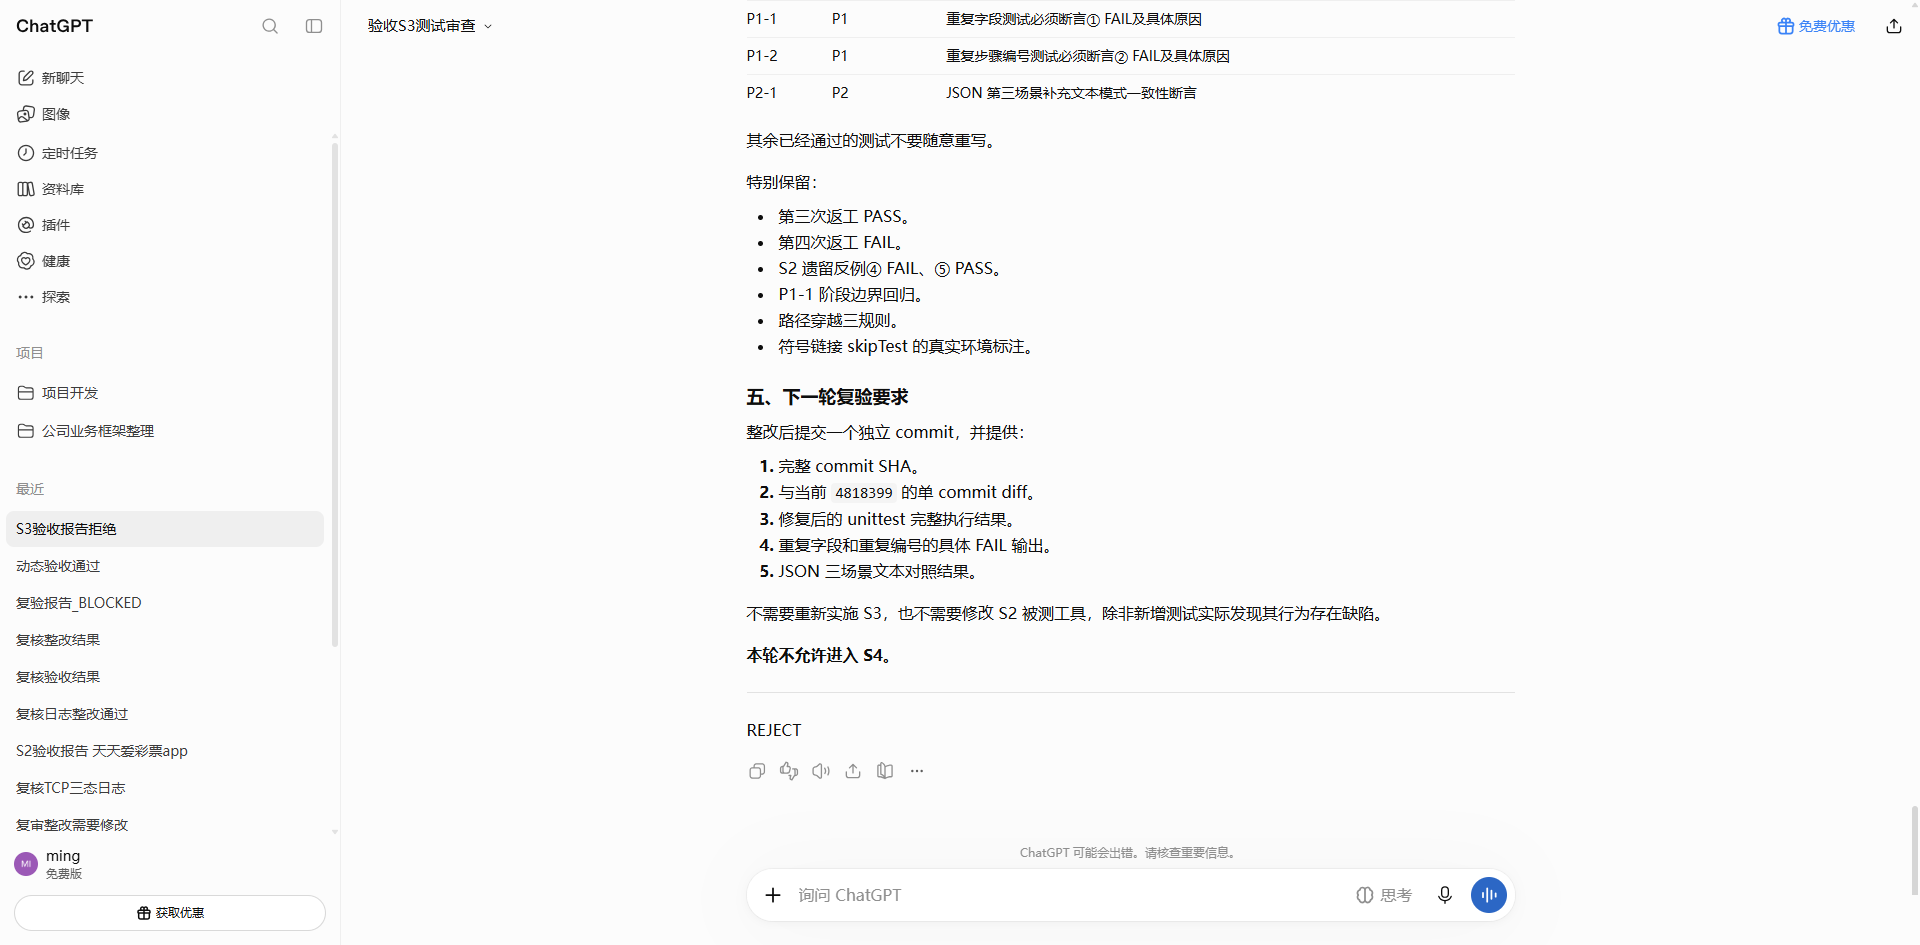 ChatGPT
新聊天
图像
定时任务
资料库
插件
健康
探索
项目
项目开发
公司业务框架整理
最近
S3验收报告拒绝
动态验收通过
复验报告_BLOCKED
复核整改结果
复核验收结果
复核日志整改通过
S2验收报告 天天爱彩票app
复核TCP三态日志
复审整改需要修改
MI
ming
免费版
获取优惠
验收S3测试审查
免费优惠
P1-1 P1 重复字段测试必须断言① FAIL及具体原因
P1-2 P1 重复步骤编号测试必须断言② FAIL及具体原因
P2-1 P2 JSON 第三场景补充文本模式一致性断言
其余已经通过的测试不要随意重写。
特别保留：
• 第三次返工 PASS。
• 第四次返工 FAIL。
• S2 遗留反例④ FAIL、⑤ PASS。
• P1-1 阶段边界回归。
• 路径穿越三规则。
• 符号链接 skipTest 的真实环境标注。
五、下一轮复验要求
整改后提交一个独立 commit，并提供：
1. 完整 commit SHA。
2. 与当前 4818399 的单 commit diff。
3. 修复后的 unittest 完整执行结果。
4. 重复字段和重复编号的具体 FAIL 输出。
5. JSON 三场景文本对照结果。
不需要重新实施 S3，也不需要修改 S2 被测工具，除非新增测试实际发现其行为存在缺陷。
本轮不允许进入 S4。
REJECT
ChatGPT 可能会出错。请核查重要信息。
询问 ChatGPT
思考